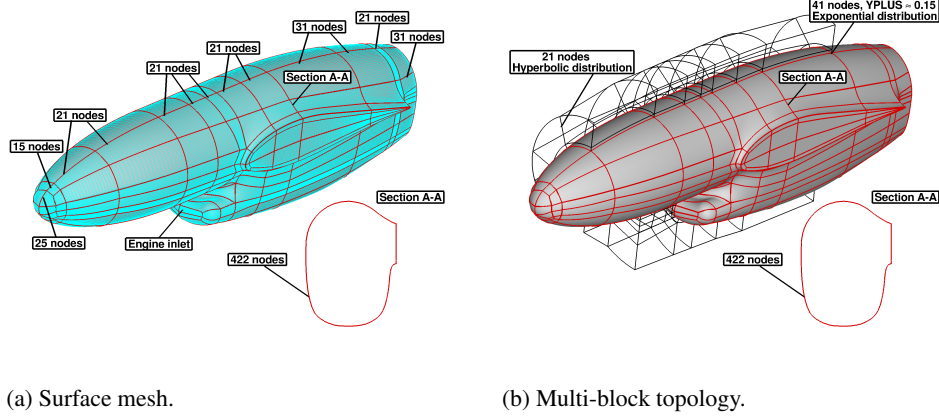 21 nodes
31 nodes
31 nodes
21 nodes
21 nodes
Section A-A
21 nodes
15 nodes
25 nodes
Engine inlet
Section A-A
422 nodes
(a) Surface mesh.
41 nodes, YPLUS ≈ 0.15
Exponential distribution
21 nodes
Hyperbolic distribution
Section A-A
Section A-A
422 nodes
(b) Multi-block topology.